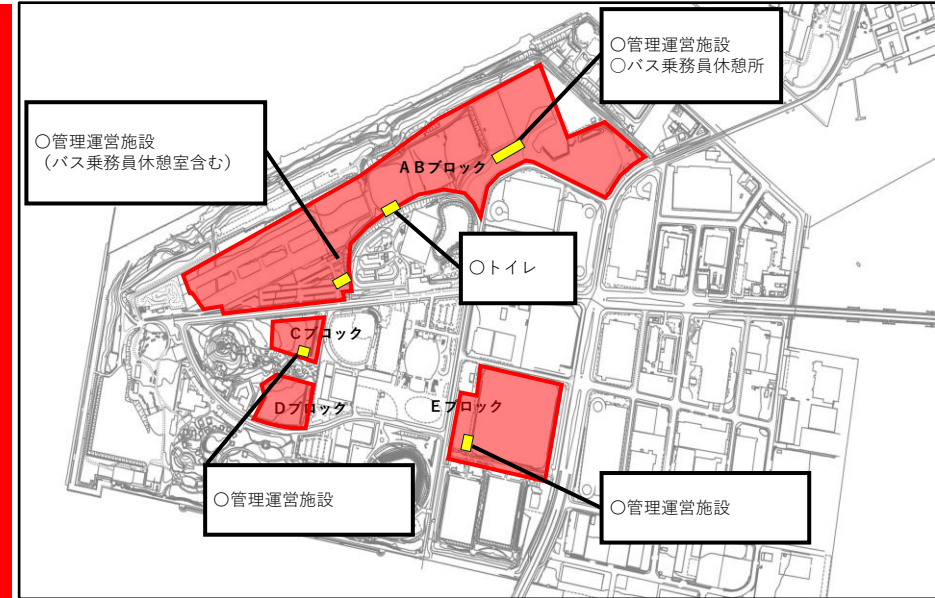 ○管理運営施設
○バス乗務員休憩所
○管理運営施設
（バス乗務員休憩室含む）
ABブロック
○トイレ
Cブロック
Dブロック
Eブロック
○管理運営施設
○管理運営施設